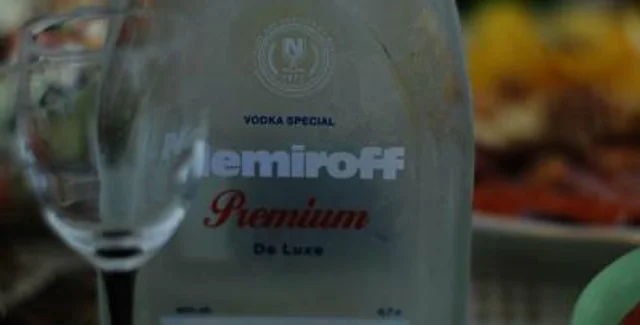 N
VODKA SPECIAL
Nemiroff
Premium
De Luxe